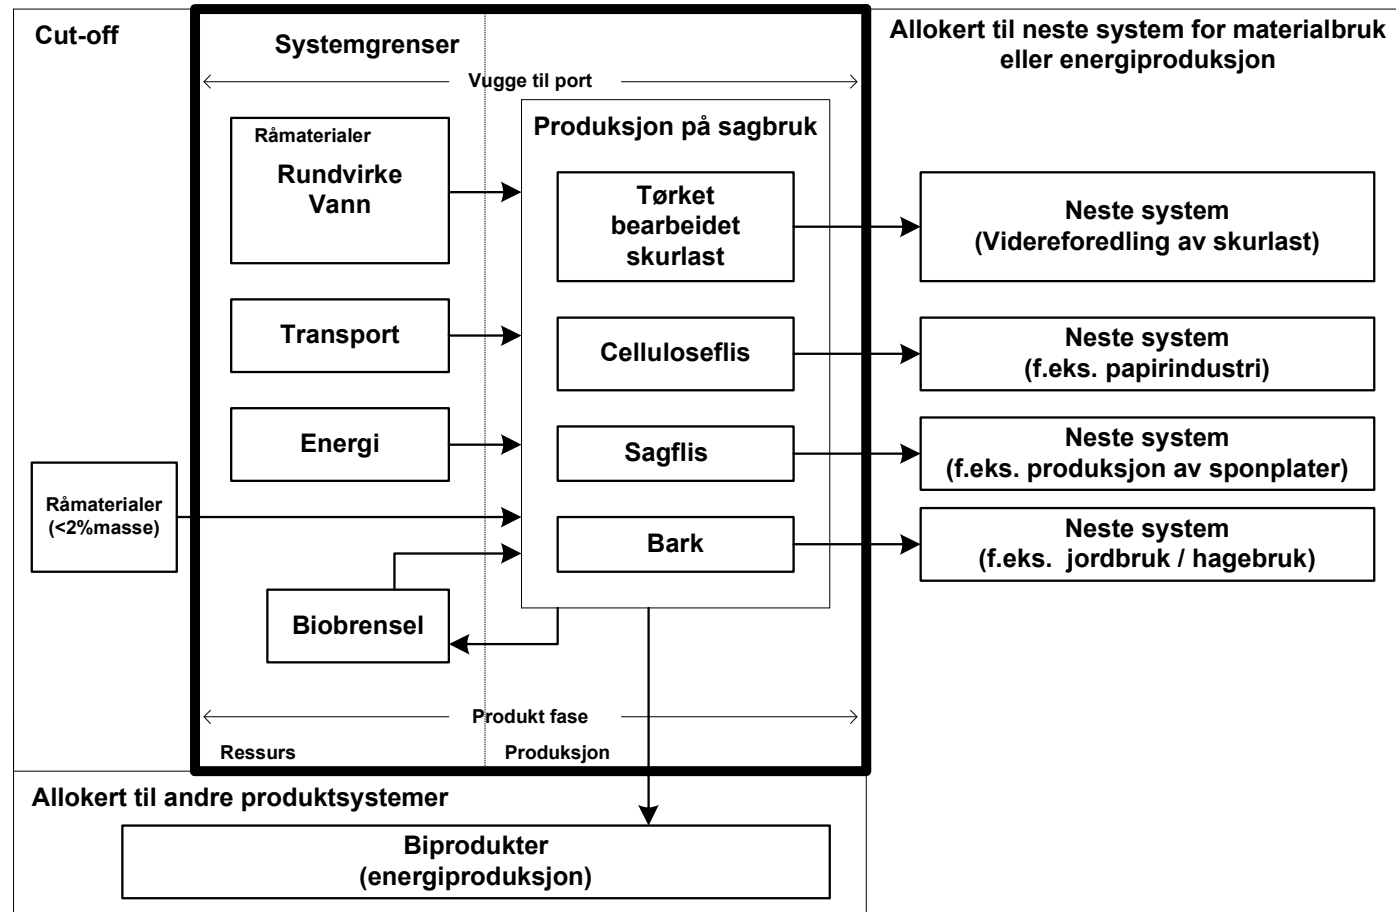 Cut-off
Systemgrenser
Vugge til port
Allokert til neste system for materialbruk
eller energiproduksjon
Råmaterialer
Rundvirke
Vann
Transport
Energi
Råmaterialer
(<2%masse)
Biobrensel
Produksjon på sagbruk
Tørket
bearbeidet
skurlast
Celluloseflis
Sagflis
Bark
Neste system
(Videreforedling av skurlast)
Neste system
(f.eks. papirindustri)
Neste system
(f.eks. produksjon av sponplater)
Neste system
(f.eks.  jordbruk / hagebruk)
Produkt fase
Ressurs
Produksjon
Allokert til andre produktsystemer
Biprodukter
(energiproduksjon)